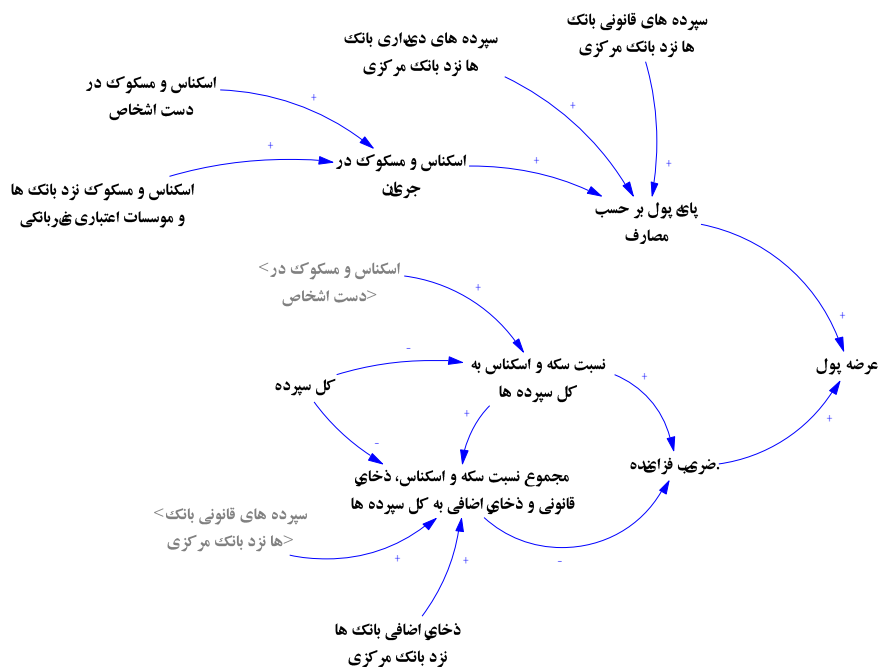 سپرده های قانونی بانک
ها نزد بانک مرکزی
سپرده های دیداری بانک
ها نزد بانک مرکزی
اسکناس و مسکوک در
دست اشخاص
+
+
+
اسکناس و مسکوک در
جریان
+
+
+
اسکناس و مسکوک نزد بانک ها
و موسسات اعتباری غیربانکی
پایه پول بر حسب
مصارف
<اسکناس و مسکوک در
دست اشخاص>
+
+
نسبت سکه و اسکناس به
کل سپرده ها
عرضه پول
-
کل سپرده
+
+
+
-
.ضریب فزاینده
مجموع نسبت سکه و اسکناس، ذخایر
قانونی و ذخایر اضافی به کل سپرده ها
<سپرده های قانونی بانک
ها نزد بانک مرکزی>
+
+
-
ذخایر اضافی بانک ها
نزد بانک مرکزی